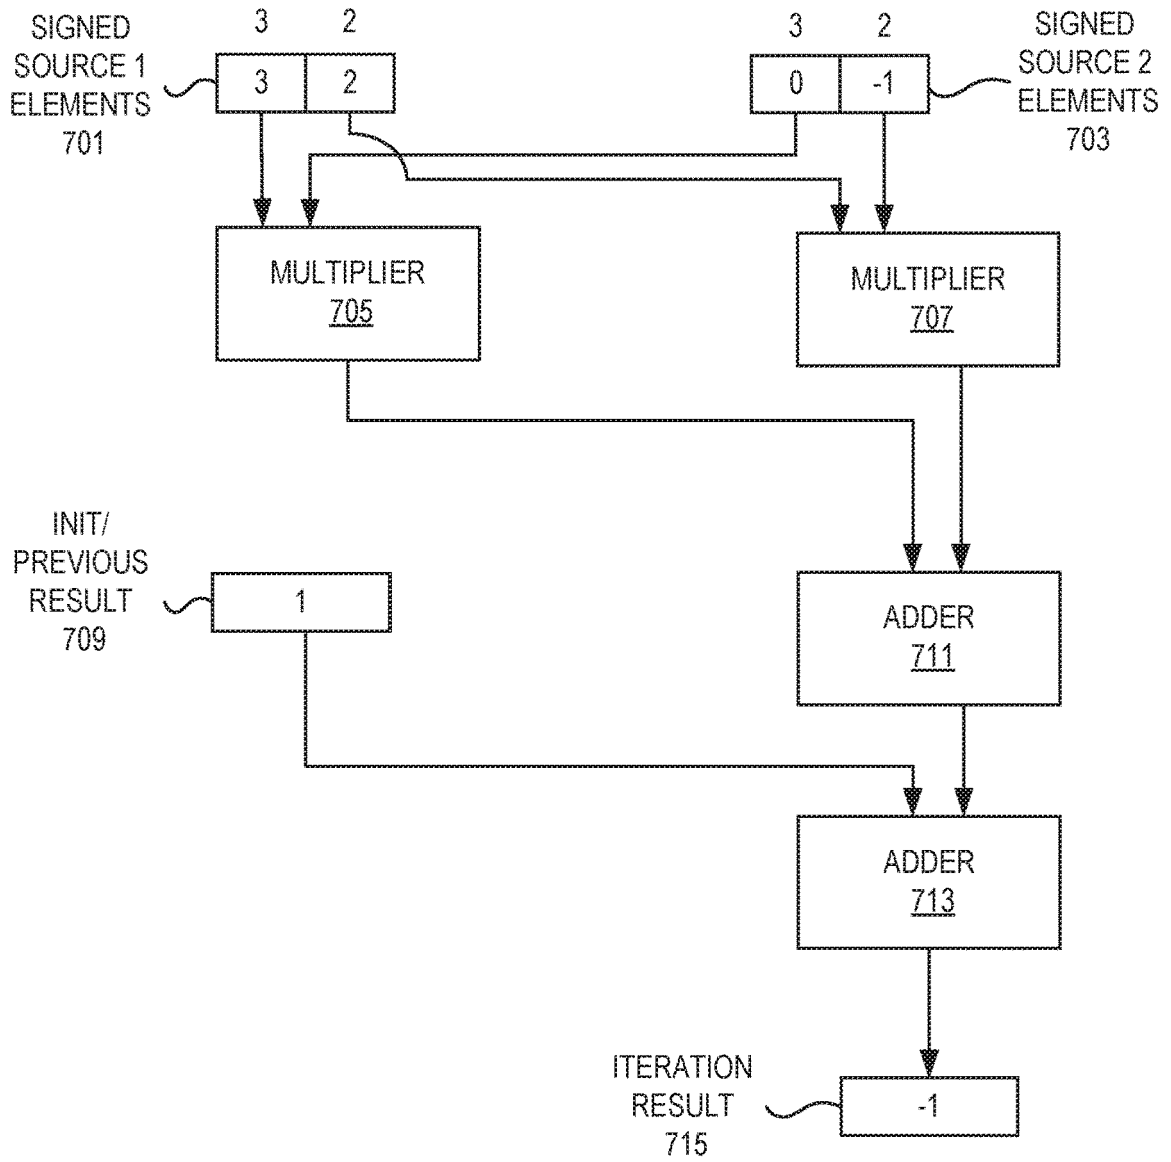 SIGNED
SOURCE 1
ELEMENTS
701
3 2
3 2
3 2
0 -1
SIGNED
SOURCE 2
ELEMENTS
703
MULTIPLIER
705
MULTIPLIER
707
INIT/
PREVIOUS
RESULT
709
1
ADDER
711
ADDER
713
ITERATION
RESULT
715
-1